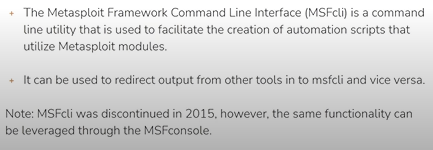 + The Metasploit Framework Command Line Interface (MSFcli) is a command
line utility that is used to facilitate the creation of automation scripts that
utilize Metasploit modules.
+ It can be used to redirect output from other tools in to msfcli and vice versa.
Note: MSFcli was discontinued in 2015, however, the same functionality can
be leveraged through the MSFconsole.